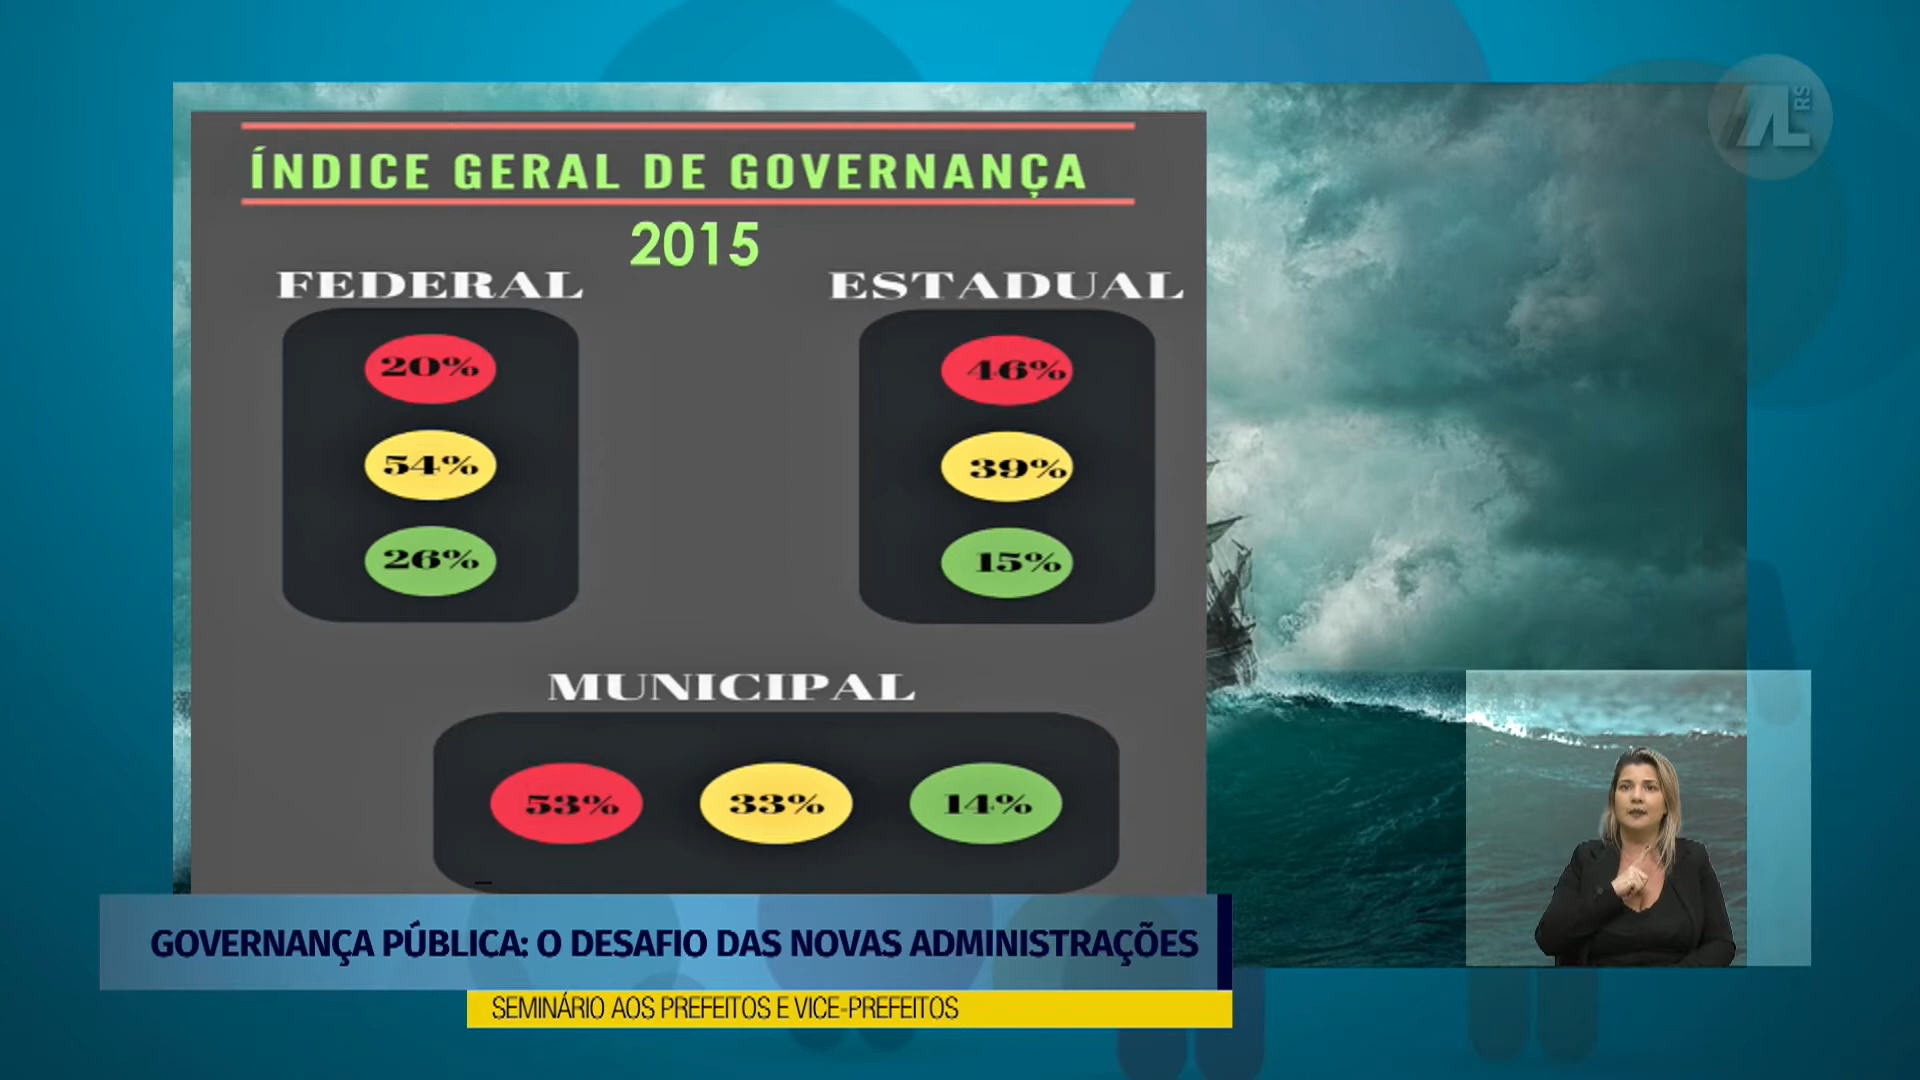 ÍNDICE GERAL DE GOVERNANÇA
2015
FEDERAL
20%
54%
26%
ESTADUAL
46%
39%
15%
MUNICIPAL
53% 33% 14%
GOVERNANÇA PÚBLICA: O DESAFIO DAS NOVAS ADMINISTRAÇÕES
SEMINÁRIO AOS PREFEITOS E VICE-PREFEITOS
AL RS